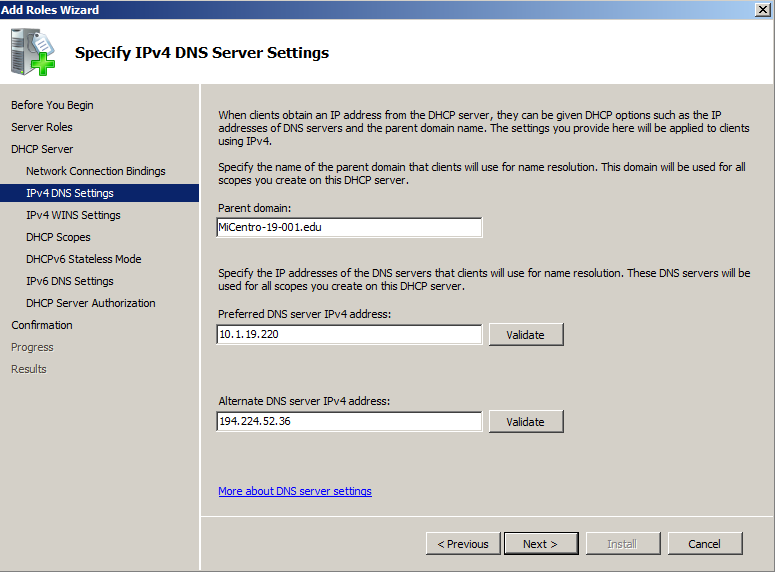 Add Roles Wizard
Specify IPv4 DNS Server Settings
Before You Begin
Server Roles
DHCP Server
Network Connection Bindings
IPv4 DNS Settings
IPv4 WINS Settings
DHCP Scopes
DHCPv6 Stateless Mode
IPv6 DNS Settings
DHCP Server Authorization
Confirmation
Progress
Results
When clients obtain an IP address from the DHCP server, they can be given DHCP options such as the IP
addresses of DNS servers and the parent domain name. The settings you provide here will be applied to clients
using IPv4.
Specify the name of the parent domain that clients will use for name resolution. This domain will be used for all
scopes you create on this DHCP server.
Parent domain:
MiCentro-19-001.edu
Specify the IP addresses of the DNS servers that clients will use for name resolution. These DNS servers will be
used for all scopes you create on this DHCP server.
Preferred DNS server IPv4 address:
10.1.19.220
Validate
Alternate DNS server IPv4 address:
194.224.52.36
Validate
More about DNS server settings
< Previous
Next >
Install
Cancel